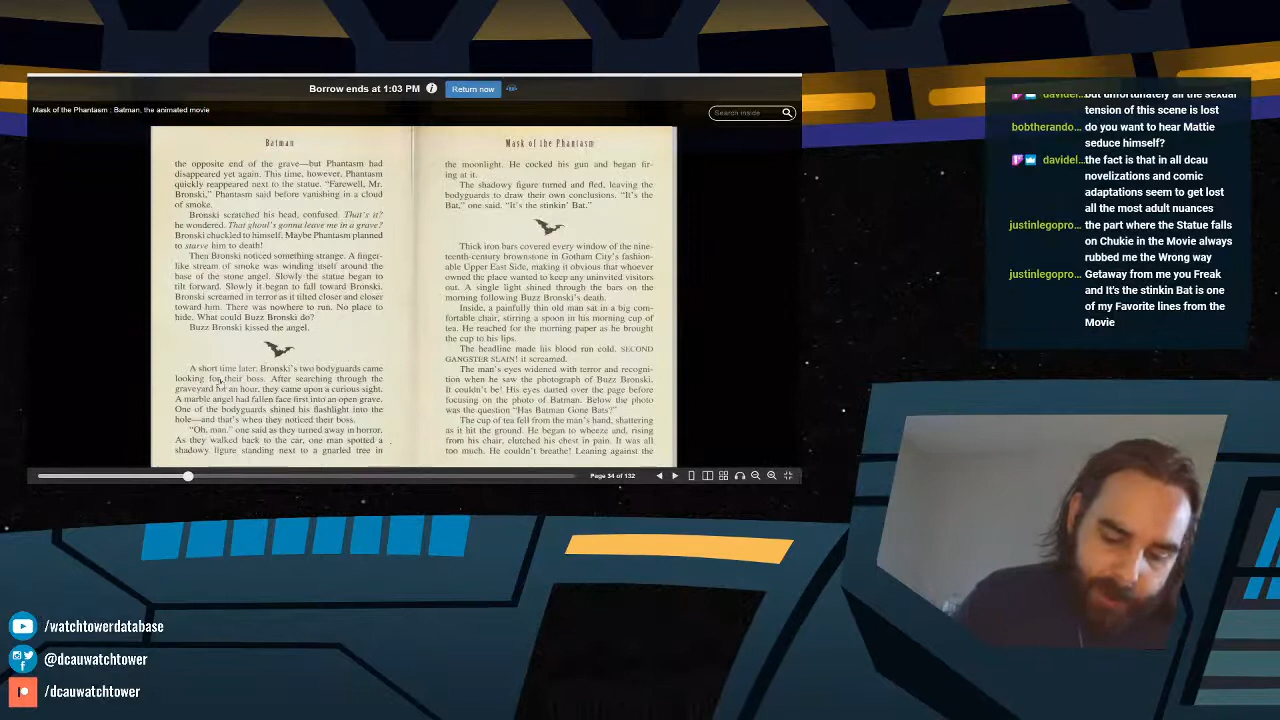 Borrow ends at 1:03 PM
Return now
Mask of the Phantasm : Batman, the animated movie
Search inside
Batman
the opposite end of the grave—but Phantasm had
disappeared yet again. This time, however, Phantasm
quickly reappeared next to the statue. “Farewell, Mr.
Bronski,” Phantasm said before vanishing in a cloud
of smoke.
Bronski scratched his head, confused. That’s it?
he wondered. That ghoul’s gonna leave me in a grave?
Bronski chuckled to himself. Maybe Phantasm planned
to starve him to death!
Then Bronski noticed something strange. A finger-
like stream of smoke was winding itself around the
base of the stone angel. Slowly the statue began to
tilt forward. Slowly it began to fall toward Bronski.
Bronski screamed in terror as it tilted closer and closer
toward him. There was nowhere to run. No place to
hide. What could Buzz Bronski do?
Buzz Bronski kissed the angel.
A short time later, Bronski’s two bodyguards came
looking for their boss. After searching through the
graveyard for an hour, they came upon a curious sight.
A marble angel had fallen face first into an open grave.
One of the bodyguards shined his flashlight into the
hole—and that’s when they noticed their boss.
“Oh, man,” one said as they turned away in horror.
As they walked back to the car, one man spotted a
shadowy figure standing next to a gnarled tree in
Mask of the Phantasm
the moonlight. He cocked his gun and began fir-
ing at it.
The shadowy figure turned and fled, leaving the
bodyguards to draw their own conclusions. “It’s the
Bat,” one said. “It’s the stinkin’ Bat.”
Thick iron bars covered every window of the nine-
teenth-century brownstone in Gotham City’s fashion-
able Upper East Side, making it obvious that whoever
owned the place wanted to keep any uninvited visitors
out. A single light shined through the bars on the
morning following Buzz Bronski’s death.
Inside, a painfully thin old man sat in a big com-
fortable chair, stirring a spoon in his morning cup of
tea. He reached for the morning paper as he brought
the cup to his lips.
The headline made his blood run cold. SECOND
GANGSTER SLAIN! it screamed.
The man’s eyes widened with terror and recogni-
tion when he saw the photograph of Buzz Bronski.
It couldn’t be! His eyes darted over the page before
focusing on the photo of Batman. Below the photo
was the question “Has Batman Gone Bats?”
The cup of tea fell from the man’s hand, shattering
as it hit the ground. He began to wheeze and, rising
from his chair, clutched his chest in pain. It was all
too much. He couldn’t breathe! Leaning against the
Page 34 of 132
davidel... but unfortunately all the sexual
tension of this scene is lost
bobtherando... do you want to hear Mattie
seduce himself?
davidel... the fact is that in all dcau
novelizations and comic
adaptations seem to get lost
all the most adult nuances
justinlegopro... the part where the Statue falls
on Chukie in the Movie always
rubbed me the Wrong way
justinlegopro... Getaway from me you Freak
and It's the stinkin Bat is
one of my Favorite lines from the
Movie
/watchtowerdatabase
@dcauwatchtower
/dcauwatchtower